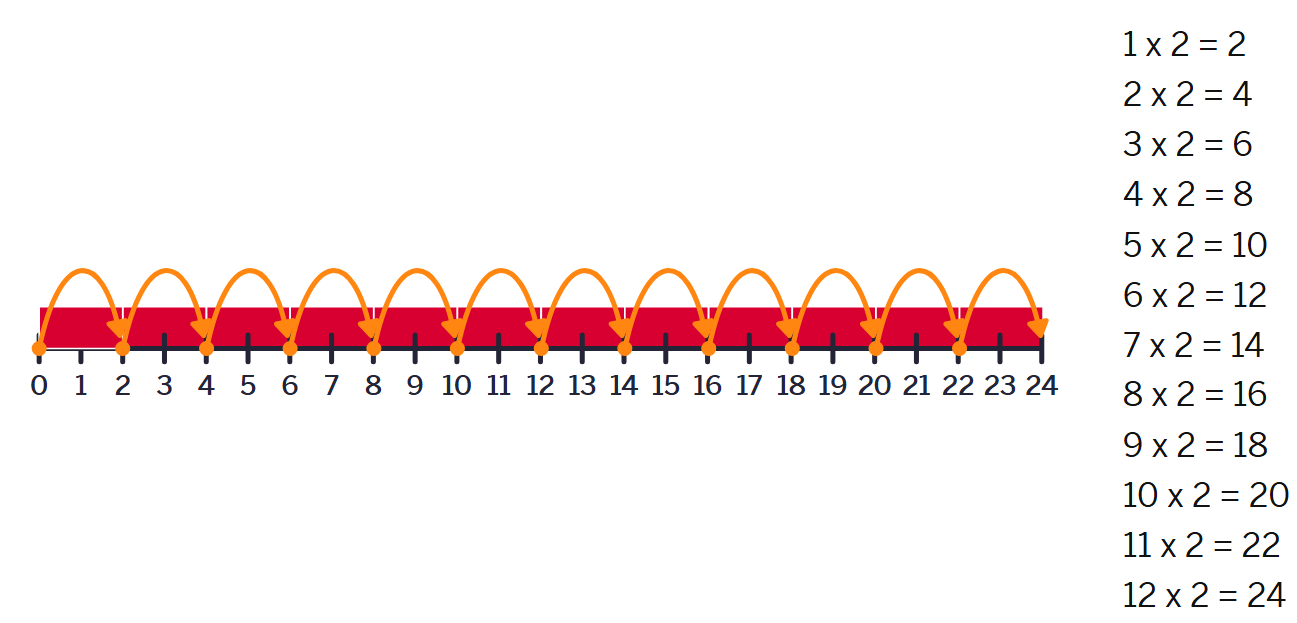 0 1 2 3 4 5 6 7 8 9 10 11 12 13 14 15 16 17 18 19 20 21 22 23 24
1 x 2 = 2
2 x 2 = 4
3 x 2 = 6
4 x 2 = 8
5 x 2 = 10
6 x 2 = 12
7 x 2 = 14
8 x 2 = 16
9 x 2 = 18
10 x 2 = 20
11 x 2 = 22
12 x 2 = 24